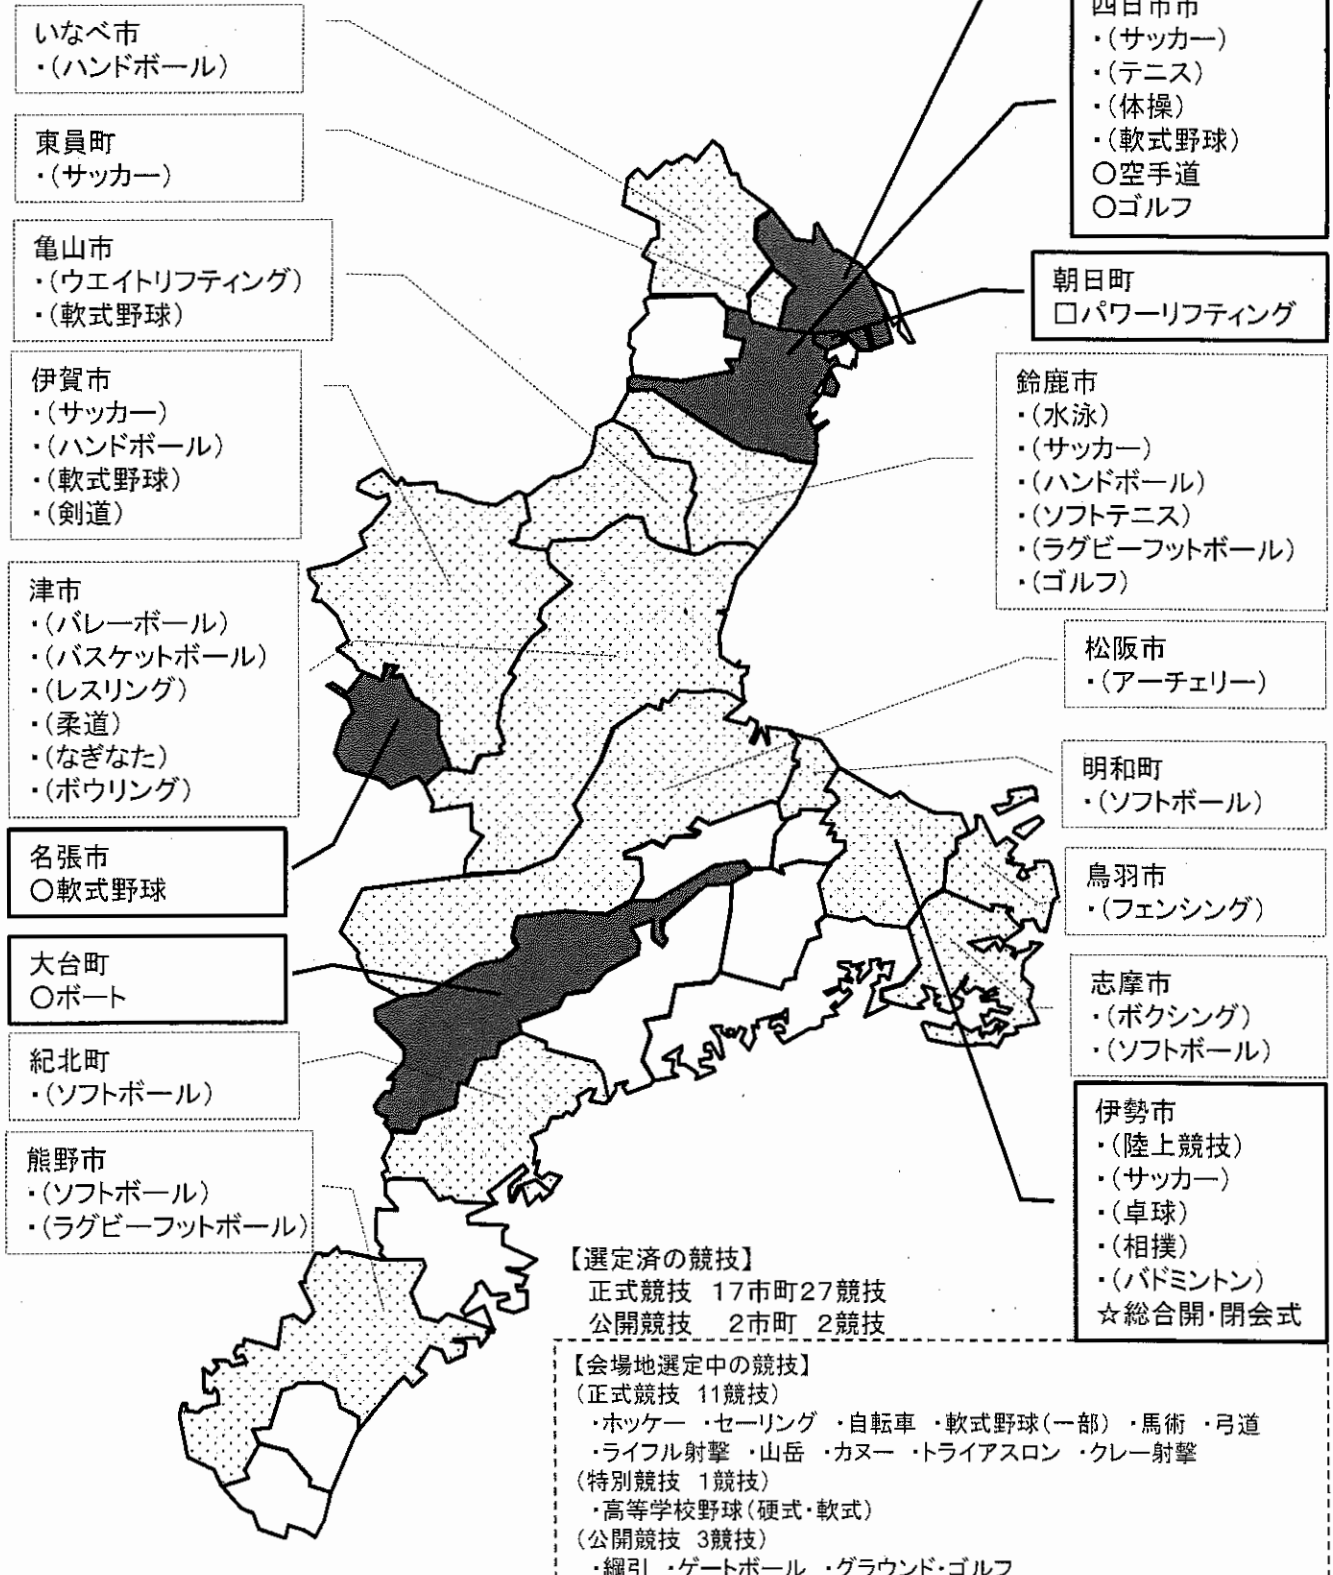 いなべ市
・(ハンドボール)
東員町
・(サッカー)
亀山市
・(ウエイトリフティング)
・(軟式野球)
伊賀市
・(サッカー)
・(ハンドボール)
・(軟式野球)
・(剣道)
津市
・(バレーボール)
・(バスケットボール)
・(レスリング)
・(柔道)
・(なぎなた)
・(ボウリング)
名張市
○軟式野球
大台町
○ボート
紀北町
・(ソフトボール)
熊野市
・(ソフトボール)
・(ラグビーフットボール)
四日市市
・(サッカー)
・(テニス)
・(体操)
・(軟式野球)
○空手道
○ゴルフ
朝日町
□パワーリフティング
鈴鹿市
・(水泳)
・(サッカー)
・(ハンドボール)
・(ソフトテニス)
・(ラグビーフットボール)
・(ゴルフ)
松阪市
・(アーチェリー)
明和町
・(ソフトボール)
鳥羽市
・(フェンシング)
志摩市
・(ボクシング)
・(ソフトボール)
伊勢市
・(陸上競技)
・(サッカー)
・(卓球)
・(相撲)
・(バドミントン)
☆総合開・閉会式
【選定済の競技】
正式競技 17市町27競技
公開競技 2市町 2競技
【会場地選定中の競技】
(正式競技 11競技)
・ホッケー ・セーリング ・自転車 ・軟式野球(一部) ・馬術 ・弓道
・ライフル射撃 ・山岳 ・カヌー ・トライアスロン ・クレー射撃
(特別競技 1競技)
・高等学校野球(硬式・軟式)
(公開競技 3競技)
・綱引 ・ゲートボール ・グラウンド・ゴルフ